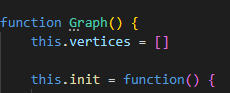 function Graph() {
this.vertices = []
this.init = function() {